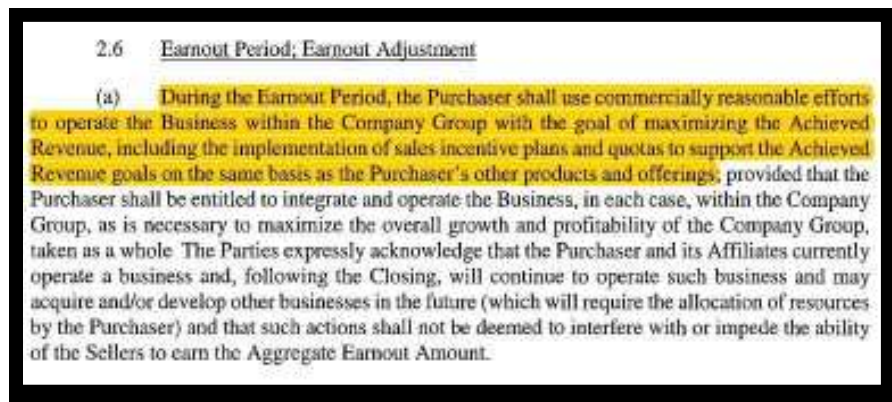 2.6 Earnout Period; Earnout Adjustment
(a) During the Earnout Period, the Purchaser shall use commercially reasonable efforts
to operate the Business within the Company Group with the goal of maximizing the Achieved
Revenue, including the implementation of sales incentive plans and quotas to support the Achieved
Revenue goals on the same basis as the Purchaser's other products and offerings; provided that the
Purchaser shall be entitled to integrate and operate the Business, in each case, within the Company
Group, as is necessary to maximize the overall growth and profitability of the Company Group,
taken as a whole. The Parties expressly acknowledge that the Purchaser and its Affiliates currently
operate a business and, following the Closing, will continue to operate such business and may
acquire and/or develop other businesses in the future (which will require the allocation of resources
by the Purchaser) and that such actions shall not be deemed to interfere with or impede the ability
of the Sellers to earn the Aggregate Earnout Amount.